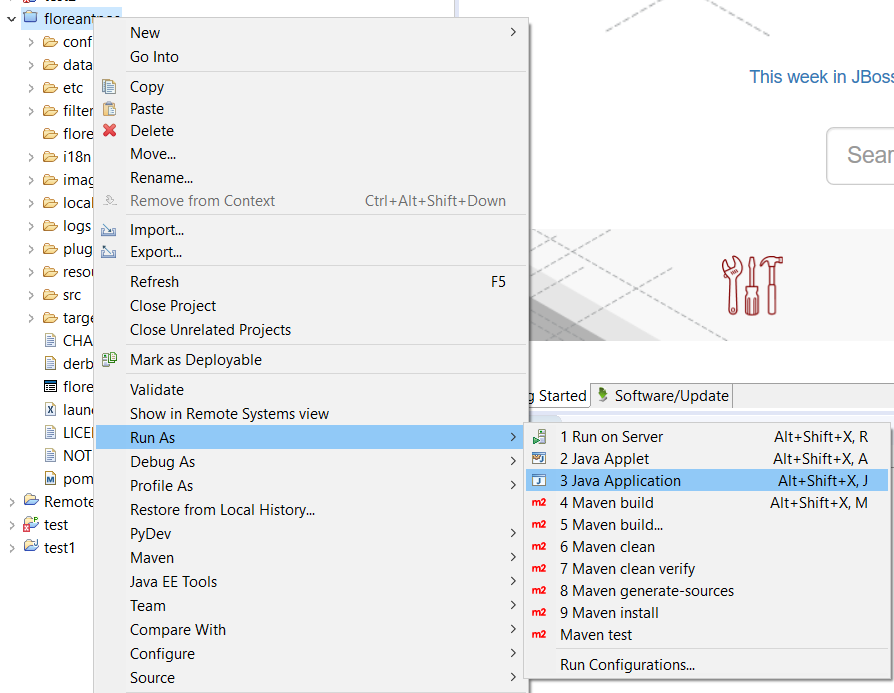 floreantpos
conf
data
etc
filter
flore
i18n
imag
local
logs
plug
resou
src
targe
CHA
derb
flore
laun
LICE
NOT
pom
Remote
test
test1
New
Go Into
Copy
Paste
Delete
Move...
Rename...
Remove from Context Ctrl+Alt+Shift+Down
Import...
Export...
Refresh F5
Close Project
Close Unrelated Projects
Mark as Deployable
Validate
Show in Remote Systems view
Run As
Debug As
Profile As
Restore from Local History...
PyDev
Maven
Java EE Tools
Team
Compare With
Configure
Source
This week in JBoss
Sear
g Started
Software/Update
1 Run on Server Alt+Shift+X, R
2 Java Applet Alt+Shift+X, A
3 Java Application Alt+Shift+X, J
m2 4 Maven build Alt+Shift+X, M
m2 5 Maven build...
m2 6 Maven clean
m2 7 Maven clean verify
m2 8 Maven generate-sources
m2 9 Maven install
m2 Maven test
Run Configurations...